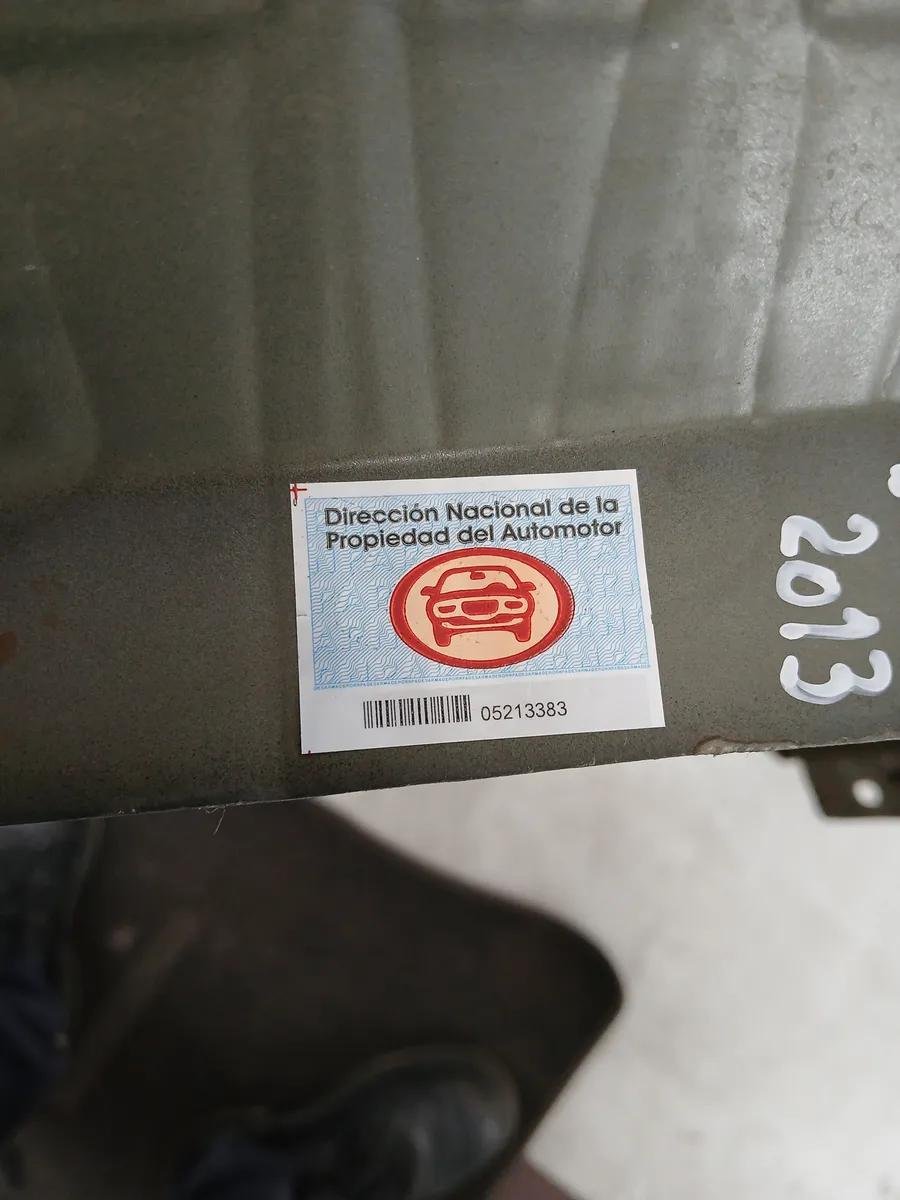 Dirección Nacional de la
Propiedad del Automotor
05213383
2013